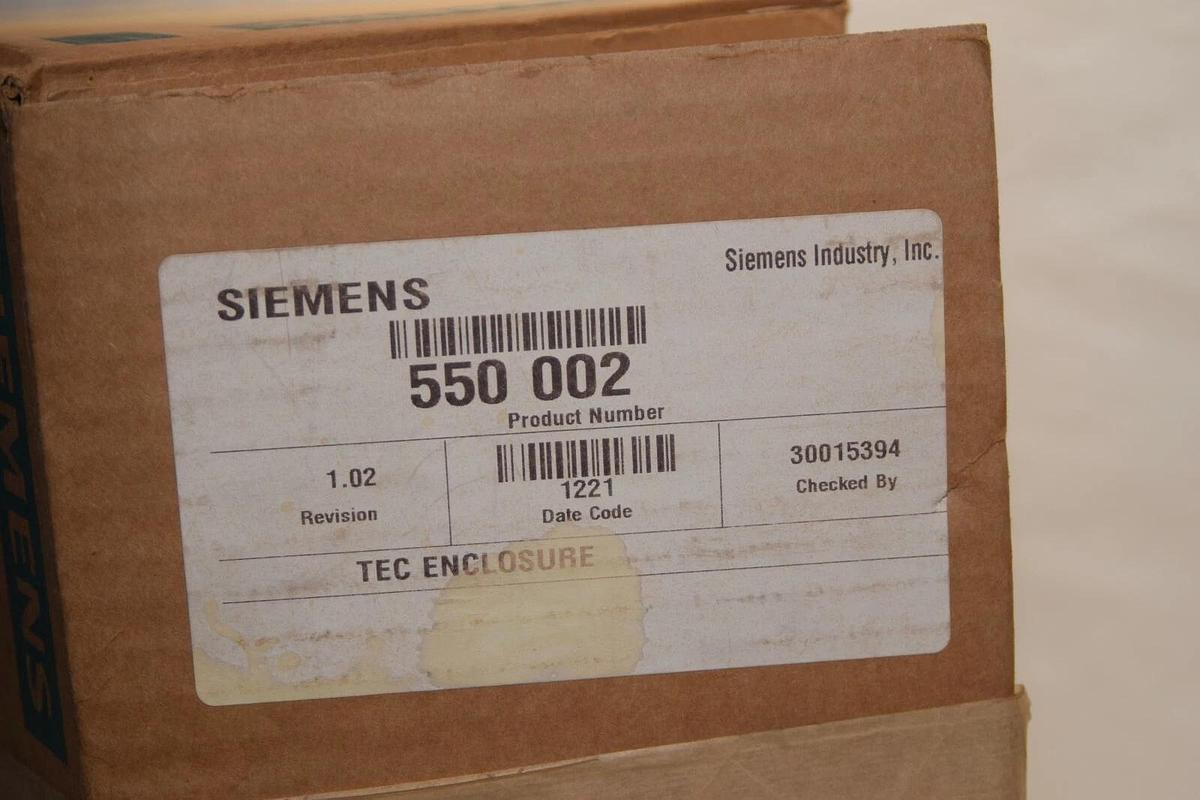 Siemens Industry, Inc.
SIEMENS
550 002
Product Number
1.02
Revision
1221
Date Code
30015394
Checked By
TEC ENCLOSURE
SIEMENS